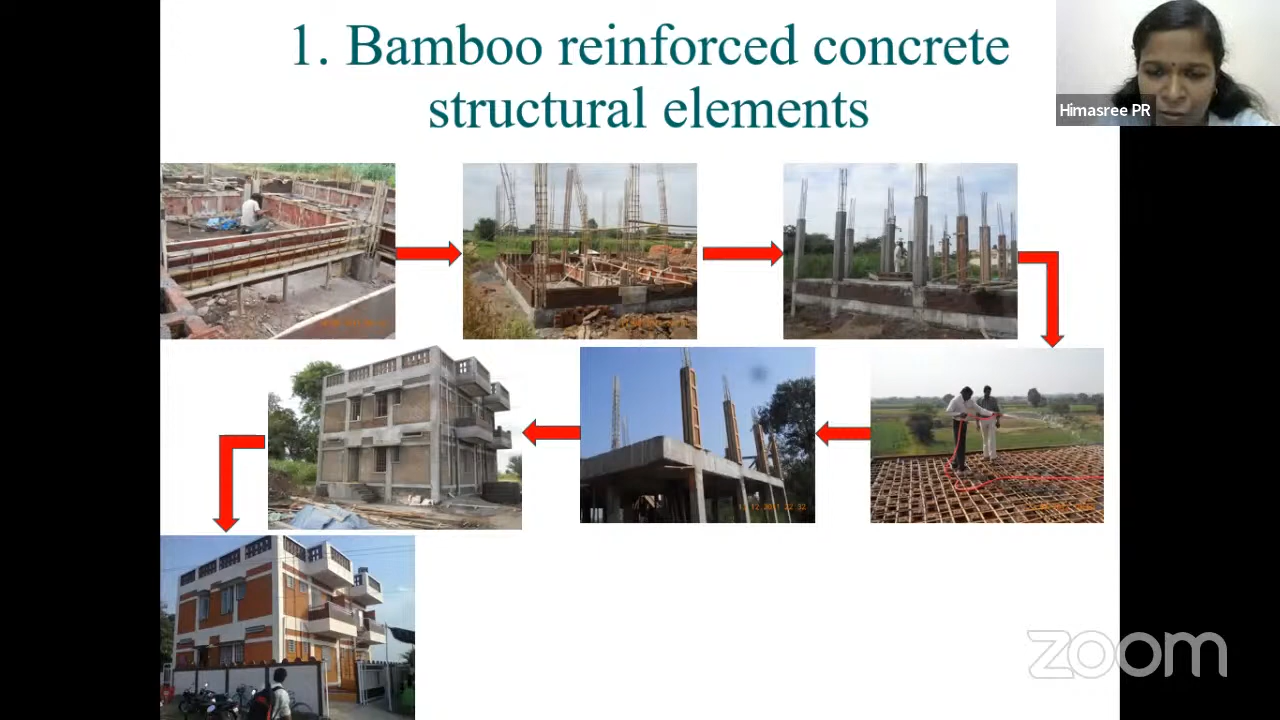 1. Bamboo reinforced concrete
structural elements
Himasree PR
zoom